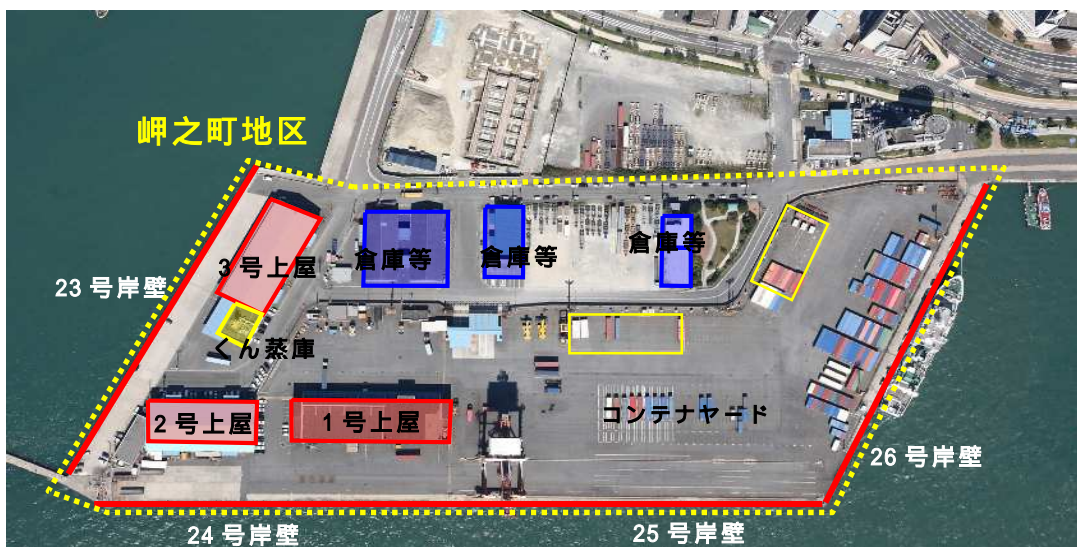 岬之町地区
3号上屋
倉庫等
倉庫等
倉庫等
23号岸壁
くん蒸庫
2号上屋
1号上屋
コンテナヤード
26号岸壁
24号岸壁
25号岸壁